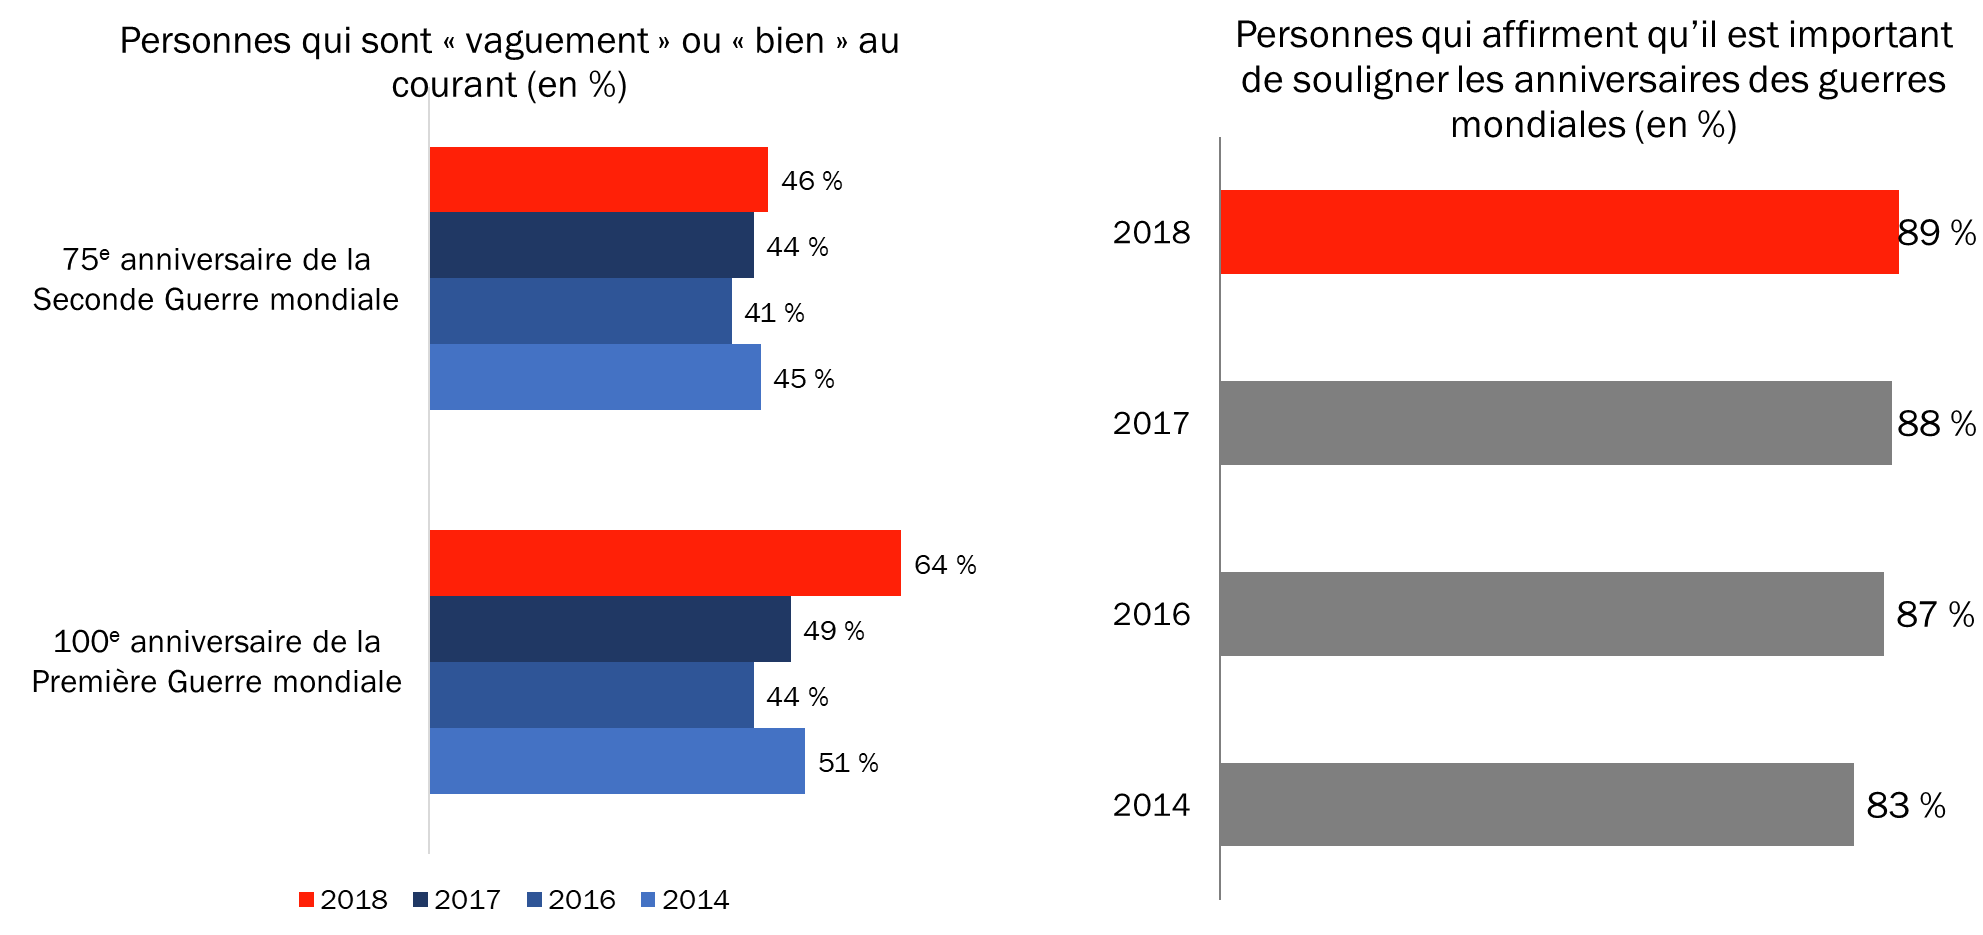 Personnes qui sont « vaguement » ou « bien » au
courant (en %)
75e anniversaire de la
Seconde Guerre mondiale
46 %
44 %
41 %
45 %
100e anniversaire de la
Première Guerre mondiale
64 %
49 %
44 %
51 %
2018 2017 2016 2014
Personnes qui affirment qu’il est important
de souligner les anniversaires des guerres
mondiales (en %)
2018 89 %
2017 88 %
2016 87 %
2014 83 %